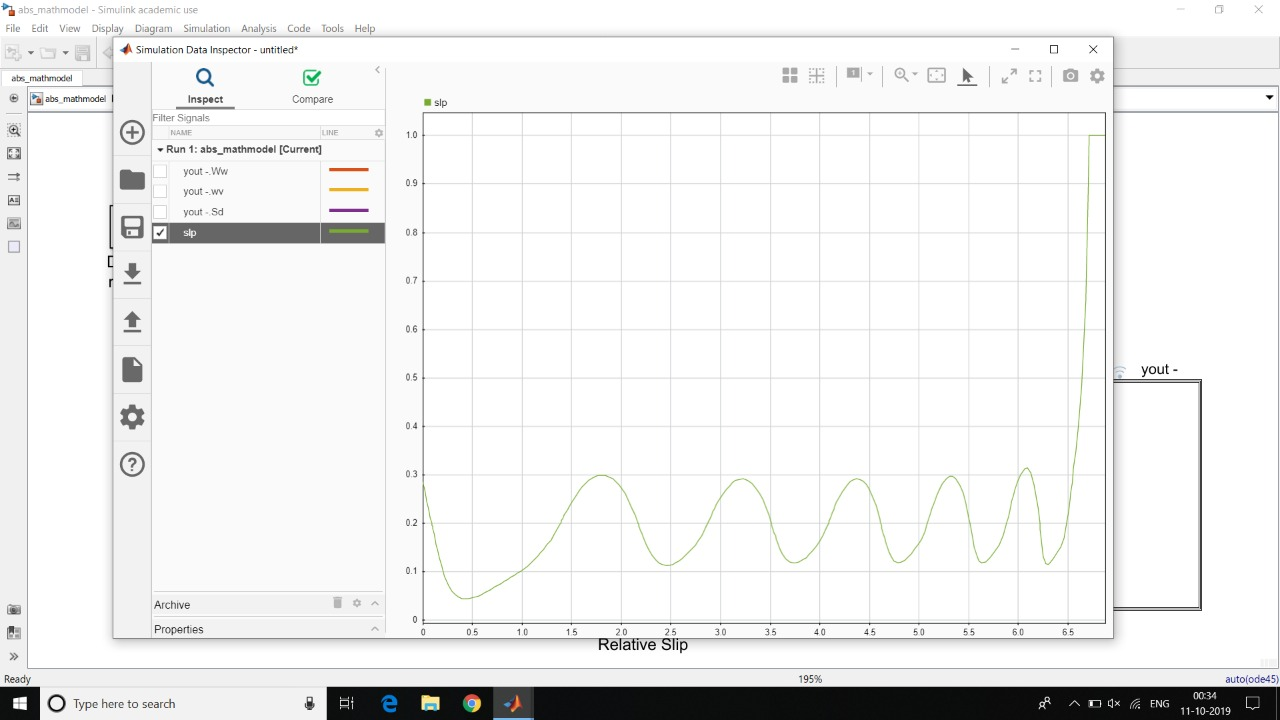 abs_mathmodel - Simulink academic use
File Edit View Display Diagram Simulation Analysis Code Tools Help
abs_mathmodel
abs_mathmodel
Simulation Data Inspector - untitled*
Inspect Compare
Filter Signals
NAME LINE
Run 1: abs_mathmodel [Current]
yout -.Ww
yout -.wv
yout -.Sd
slp
Archive
Properties
1
slp
1.0
0.9
0.8
0.7
0.6
0.5
0.4
0.3
0.2
0.1
0
0 0.5 1.0 1.5 2.0 2.5 3.0 3.5 4.0 4.5 5.0 5.5 6.0 6.5
Relative Slip
yout -
Ready 195% auto(ode45)
Type here to search
ENG
00:34
11-10-2019